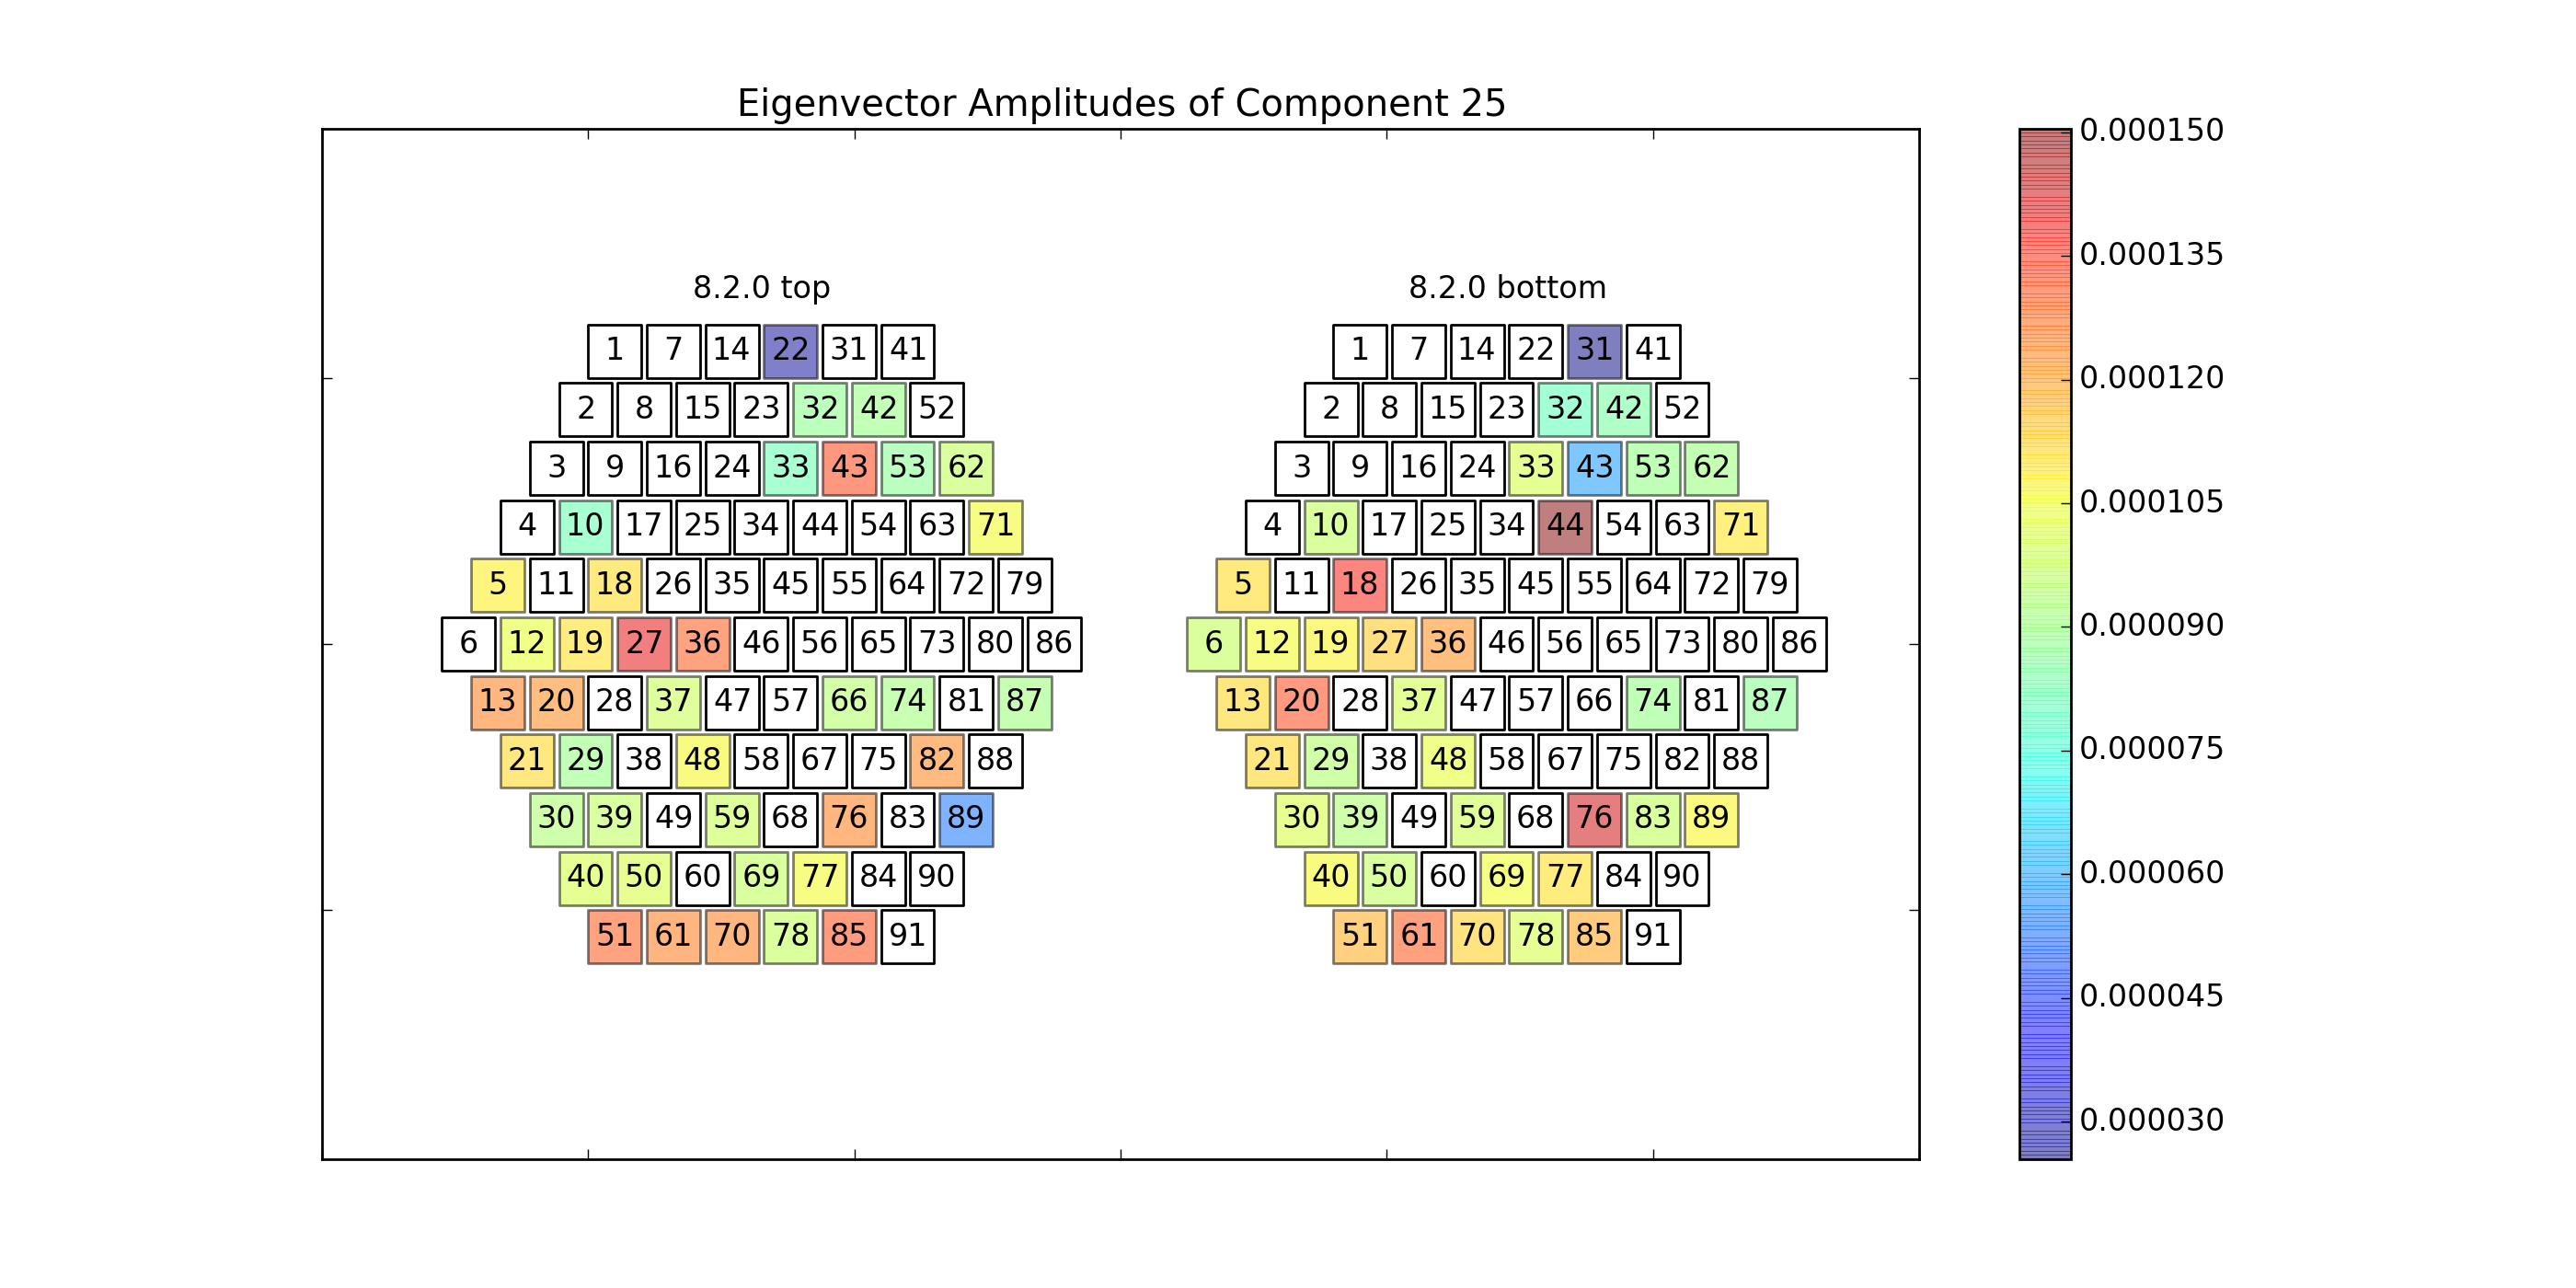 Eigenvector Amplitudes of Component 25
8.2.0 top
1 7 14 22 31 41
2 8 15 23 32 42 52
3 9 16 24 33 43 53 62
4 10 17 25 34 44 54 63 71
5 11 18 26 35 45 55 64 72 79
6 12 19 27 36 46 56 65 73 80 86
13 20 28 37 47 57 66 74 81 87
21 29 38 48 58 67 75 82 88
30 39 49 59 68 76 83 89
40 50 60 69 77 84 90
51 61 70 78 85 91
8.2.0 bottom
1 7 14 22 31 41
2 8 15 23 32 42 52
3 9 16 24 33 43 53 62
4 10 17 25 34 44 54 63 71
5 11 18 26 35 45 55 64 72 79
6 12 19 27 36 46 56 65 73 80 86
13 20 28 37 47 57 66 74 81 87
21 29 38 48 58 67 75 82 88
30 39 49 59 68 76 83 89
40 50 60 69 77 84 90
51 61 70 78 85 91
0.000150
0.000135
0.000120
0.000105
0.000090
0.000075
0.000060
0.000045
0.000030